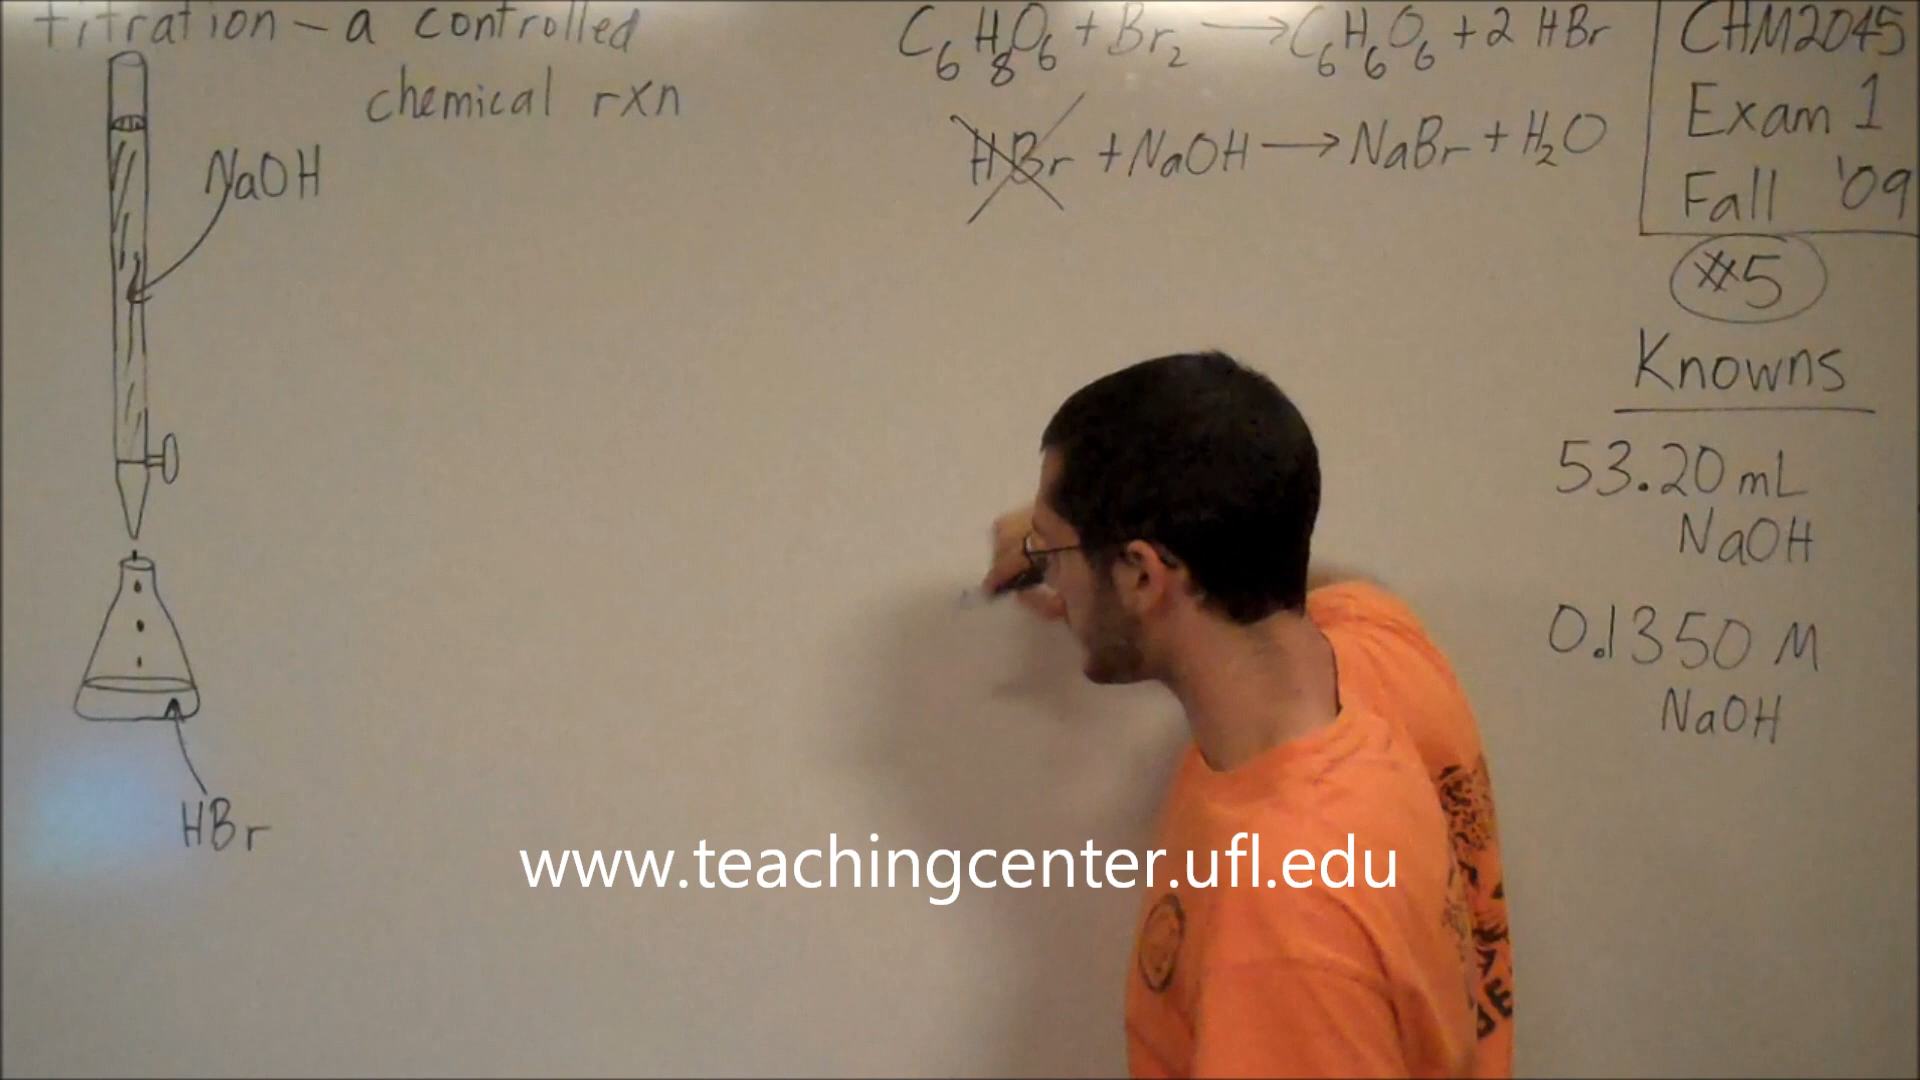 titration - a controlled
chemical rxn
NaOH
HBr
C₆H₈O₆ + Br₂ → C₆H₆O₆ + 2 HBr
HBr + NaOH → NaBr + H₂O
CHM2045
Exam 1
Fall '09
#5
Knowns
53.20 mL
NaOH
0.1350 M
NaOH
www.teachingcenter.ufl.edu